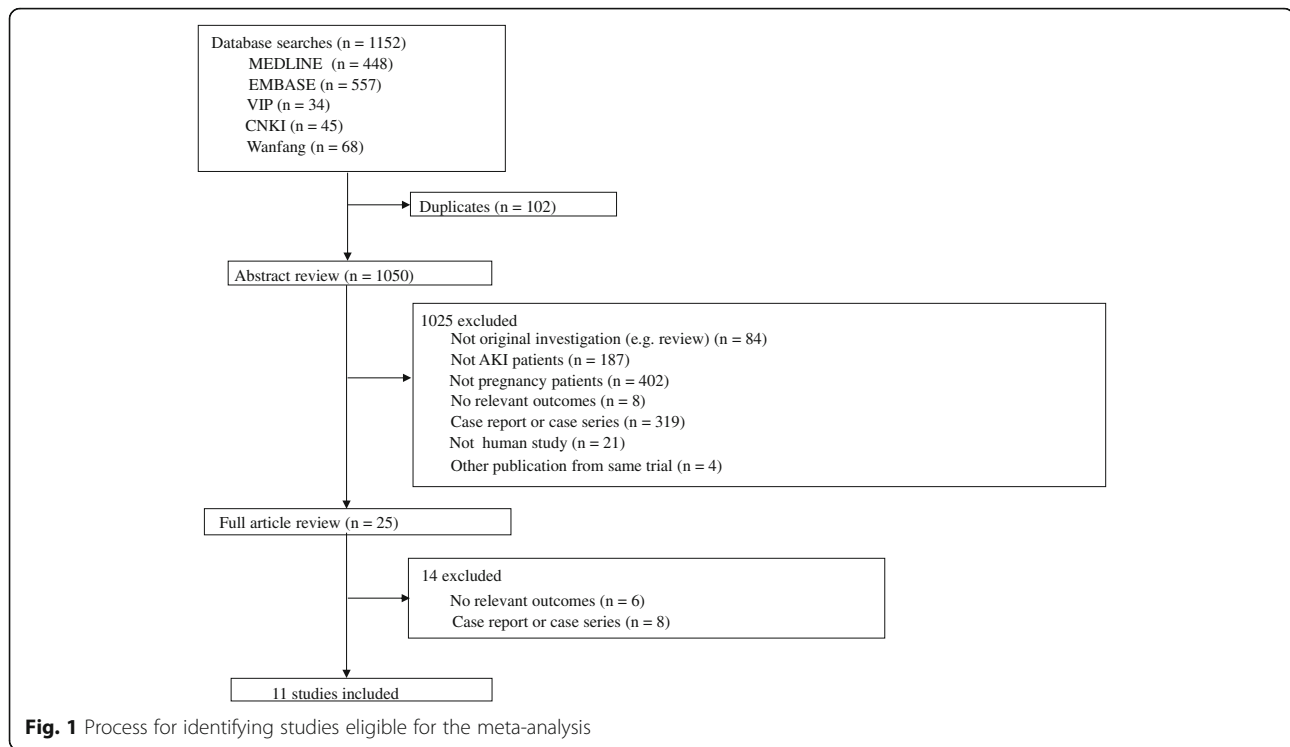 Database searches (n = 1152)
MEDLINE (n = 448)
EMBASE (n = 557)
VIP (n = 34)
CNKI (n = 45)
Wanfang (n = 68)
Duplicates (n = 102)
Abstract review (n = 1050)
1025 excluded
Not original investigation (e.g. review) (n = 84)
Not AKI patients (n = 187)
Not pregnancy patients (n = 402)
No relevant outcomes (n = 8)
Case report or case series (n = 319)
Not human study (n = 21)
Other publication from same trial (n = 4)
Full article review (n = 25)
14 excluded
No relevant outcomes (n = 6)
Case report or case series (n = 8)
11 studies included
Fig. 1 Process for identifying studies eligible for the meta-analysis